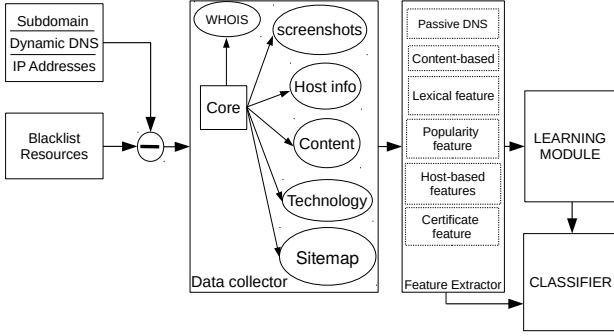 Subdomain
Dynamic DNS
IP Addresses
Blacklist
Resources
WHOIS
screenshots
Core
Host info
Content
Technology
Sitemap
Data collector
Passive DNS
Content-based
Lexical feature
Popularity
feature
Host-based
features
Certificate
feature
Feature Extractor
LEARNING
MODULE
CLASSIFIER